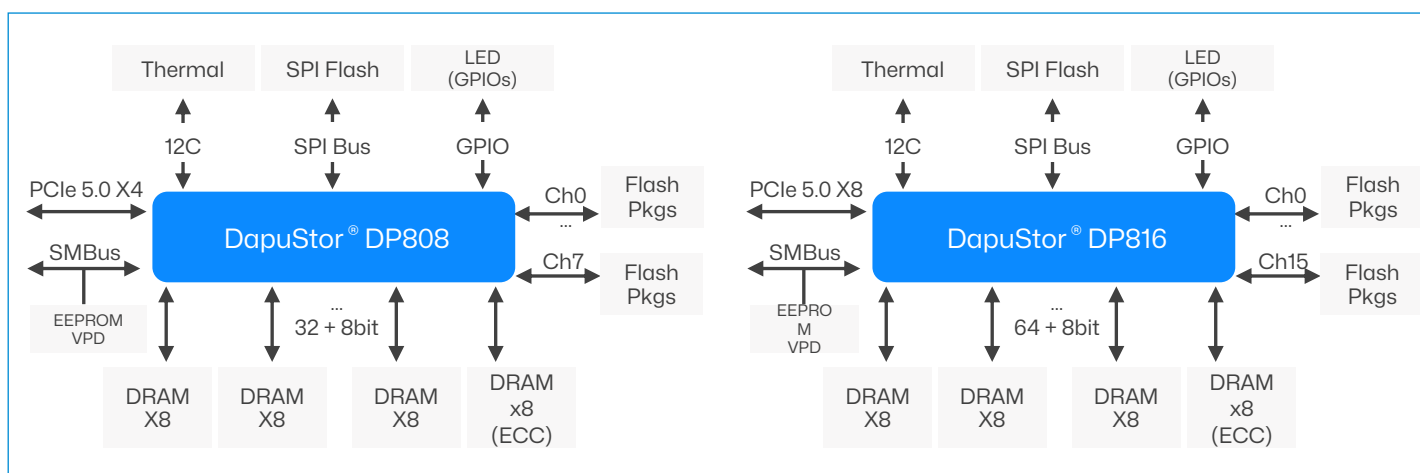 Thermal
SPI Flash
LED
(GPIOs)
12C
SPI Bus
GPIO
PCIe 5.0 X4
DapuStor® DP808
Ch0
...
Flash
Pkgs
SMBus
Ch7
Flash
Pkgs
EEPROM
VPD
...
32 + 8bit
DRAM
X8
DRAM
X8
DRAM
X8
DRAM
x8
(ECC)
Thermal
SPI Flash
LED
(GPIOs)
12C
SPI Bus
GPIO
PCIe 5.0 X8
DapuStor® DP816
Ch0
...
Flash
Pkgs
SMBus
Ch15
Flash
Pkgs
EEPRO
M
VPD
...
64 + 8bit
DRAM
X8
DRAM
X8
DRAM
X8
DRAM
x8
(ECC)